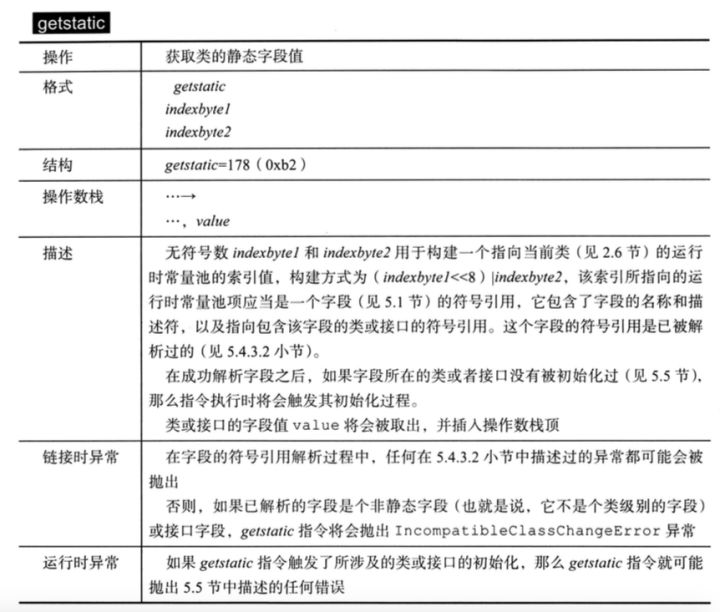 getstatic
操作 获取类的静态字段值
格式 getstatic
indexbyte1
indexbyte2
结构 getstatic=178（0xb2）
操作数栈 …→
…，value
描述 无符号数 indexbyte1 和 indexbyte2 用于构建一个指向当前类（见 2.6 节）的运行
时常量池的索引值，构建方式为（indexbyte1<<8）|indexbyte2，该索引所指向的运
行时常量池项应当是一个字段（见 5.1 节）的符号引用，它包含了字段的名称和描
述符，以及指向包含该字段的类或接口的符号引用。这个字段的符号引用是已被
解析过的（见 5.4.3.2 小节）。
在成功解析字段之后，如果字段所在的类或者接口没有被初始化过（见 5.5 节），
那么指令执行时将会触发其初始化过程。
类或接口的字段值 value 将会被取出，并插入操作数栈顶
链接时异常 在字段的符号引用解析过程中，任何在 5.4.3.2 小节中描述过的异常都可能会被
抛出
否则，如果已解析的字段是个非静态字段（也就是说，它不是个类级别的字段）
或接口字段，getstatic 指令将会抛出 IncompatibleClassChangeError 异常
运行时异常 如果 getstatic 指令触发了所涉及的类或接口的初始化，那么 getstatic 指令就可能
抛出 5.5 节中描述的任何错误